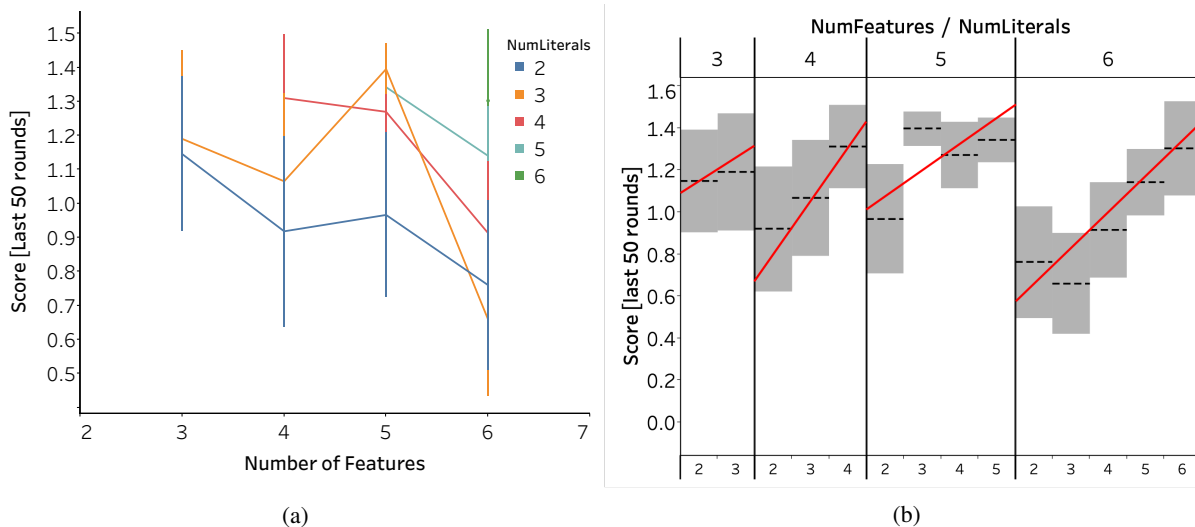 1.5
1.4
1.3
1.2
1.1
1.0
0.9
0.8
0.7
0.6
0.5
Score [Last 50 rounds]
2 3 4 5 6 7
Number of Features
NumLiterals
2
3
4
5
6
(a)
NumFeatures / NumLiterals
3 4 5 6
1.6
1.4
1.2
1.0
0.8
0.6
0.4
0.2
0.0
Score [last 50 rounds]
2 3 2 3 4 2 3 4 5 2 3 4 5 6
(b)